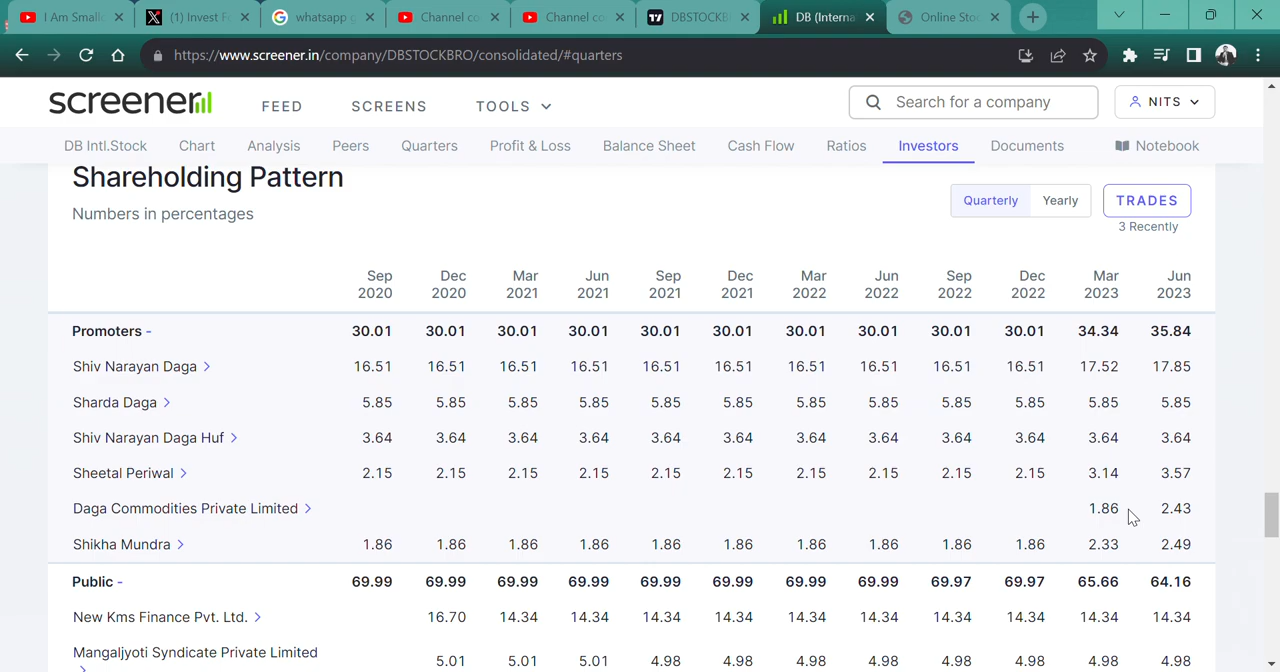 I Am Small
(1) Invest F
whatsapp g
Channel co
Channel co
DBSTOCKB
DB (Interna
Online Sto
https://www.screener.in/company/DBSTOCKBRO/consolidated/#quarters
screener
FEED
SCREENS
TOOLS
Search for a company
NITS
DB Intl.Stock
Chart
Analysis
Peers
Quarters
Profit & Loss
Balance Sheet
Cash Flow
Ratios
Investors
Documents
Notebook
Shareholding Pattern
Numbers in percentages
Quarterly
Yearly
TRADES
3 Recently
Sep 2020 Dec 2020 Mar 2021 Jun 2021 Sep 2021 Dec 2021 Mar 2022 Jun 2022 Sep 2022 Dec 2022 Mar 2023 Jun 2023
Promoters - 30.01 30.01 30.01 30.01 30.01 30.01 30.01 30.01 30.01 30.01 34.34 35.84
Shiv Narayan Daga > 16.51 16.51 16.51 16.51 16.51 16.51 16.51 16.51 16.51 16.51 17.52 17.85
Sharda Daga > 5.85 5.85 5.85 5.85 5.85 5.85 5.85 5.85 5.85 5.85 5.85 5.85
Shiv Narayan Daga Huf > 3.64 3.64 3.64 3.64 3.64 3.64 3.64 3.64 3.64 3.64 3.64 3.64
Sheetal Periwal > 2.15 2.15 2.15 2.15 2.15 2.15 2.15 2.15 2.15 2.15 3.14 3.57
Daga Commodities Private Limited > 1.86 2.43
Shikha Mundra > 1.86 1.86 1.86 1.86 1.86 1.86 1.86 1.86 1.86 1.86 2.33 2.49
Public - 69.99 69.99 69.99 69.99 69.99 69.99 69.99 69.99 69.97 69.97 65.66 64.16
New Kms Finance Pvt. Ltd. > 16.70 14.34 14.34 14.34 14.34 14.34 14.34 14.34 14.34 14.34 14.34
Mangaljyoti Syndicate Private Limited 5.01 5.01 5.01 4.98 4.98 4.98 4.98 4.98 4.98 4.98 4.98